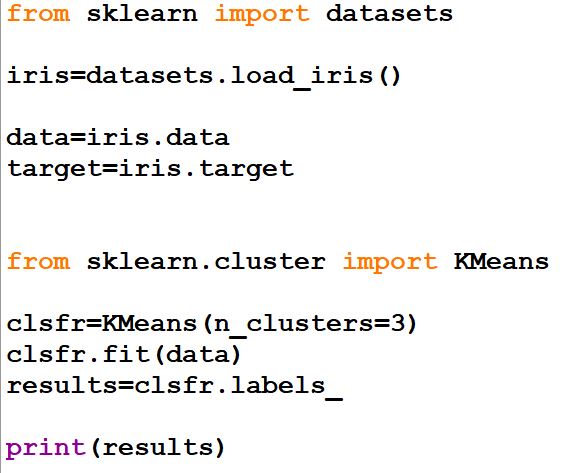 from sklearn import datasets
iris=datasets.load_iris()
data=iris.data
target=iris.target
from sklearn.cluster import KMeans
clsfr=KMeans(n_clusters=3)
clsfr.fit(data)
results=clsfr.labels_
print(results)